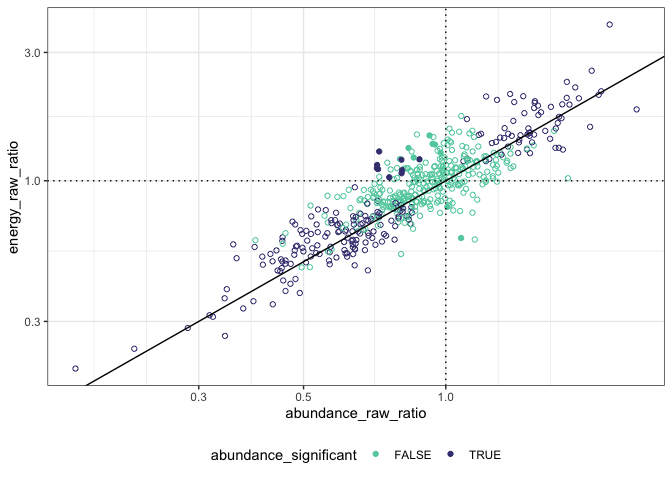 3.0
1.0
0.3
energy_raw_ratio
0.3 0.5 1.0
abundance_raw_ratio
abundance_significant FALSE TRUE